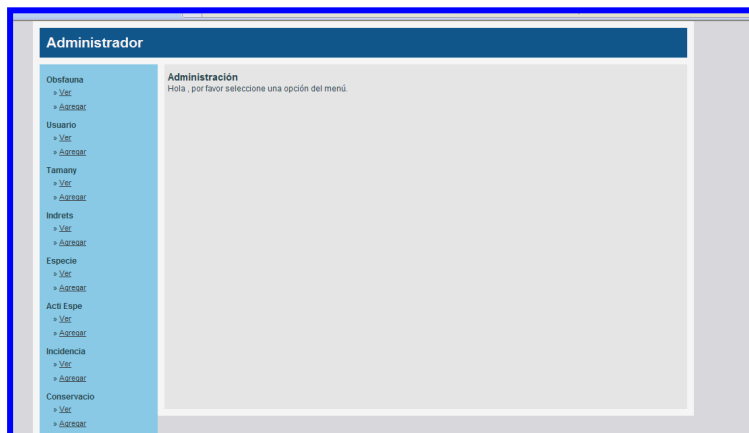 Administrador
Obsfauna
» Ver
» Agregar
Usuario
» Ver
» Agregar
Tamany
» Ver
» Agregar
Indrets
» Ver
» Agregar
Especie
» Ver
» Agregar
Acti Espe
» Ver
» Agregar
Incidencia
» Ver
» Agregar
Conservacio
» Ver
» Agregar
Administración
Hola , por favor seleccione una opción del menú.